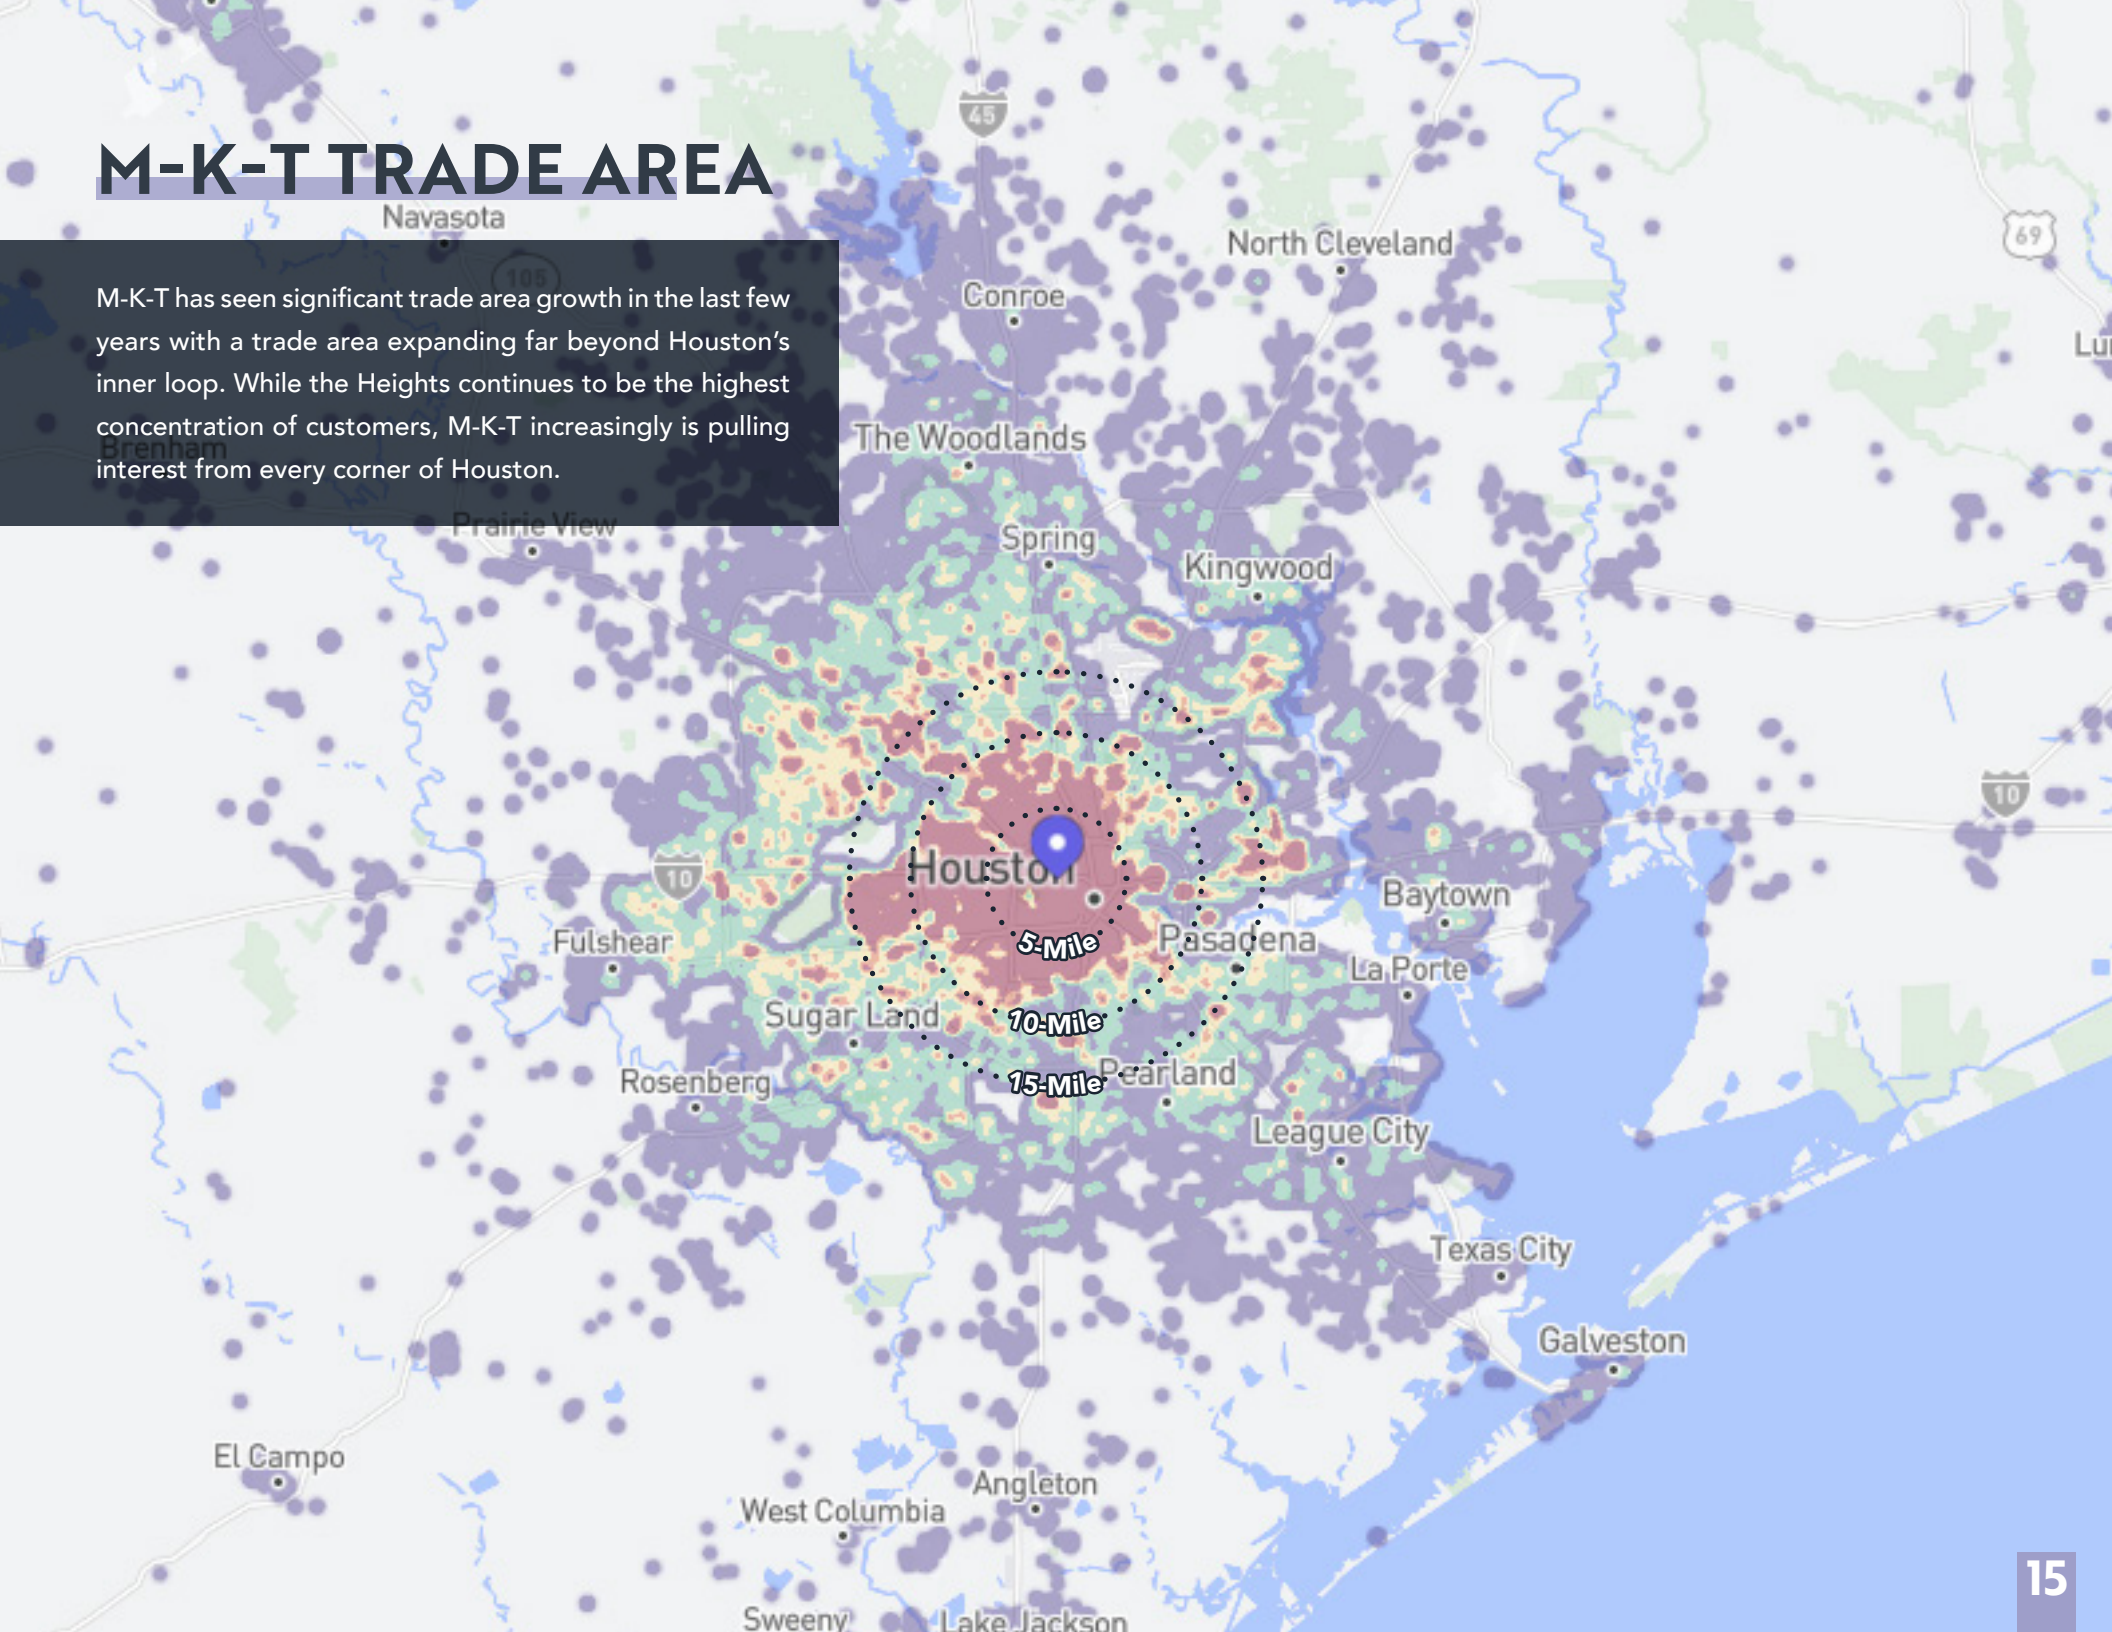 45
M-K-T TRADE AREA
Navasota
North Cleveland
69
105
Conroe
M-K-T has seen significant trade area growth in the last few
years with a trade area expanding far beyond Houston's
inner loop. While the Heights continues to be the highest
concentration of customers, M-K-T increasingly is pulling
interest from every corner of Houston.
Lu
Brenham
The Woodlands
Prairie View
Spring
Kingwood
10
Houston
10
Baytown
Fulshear
5-Mile
Pasadena
La Porte
Sugar Land
10-Mile
Rosenberg
15-Mile
Pearland
League City
Texas City
Galveston
El Campo
Angleton
West Columbia
Sweeny
Lake Jackson
15